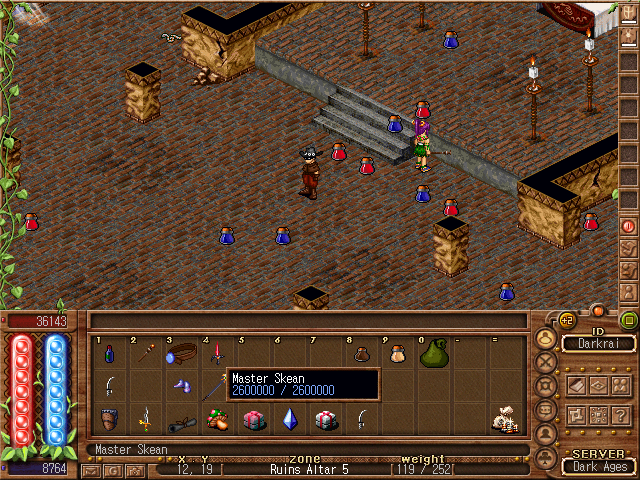 36143
1 2 3 4 5 6 7 8 9 0 - =
Master Skean
2600000 / 2600000
+2
ID
Darkrai
Master Skean
x y zone weight
8764
G
12, 19 [ Ruins Altar 5 [119 / 252[
?
SERVER
Dark Ages